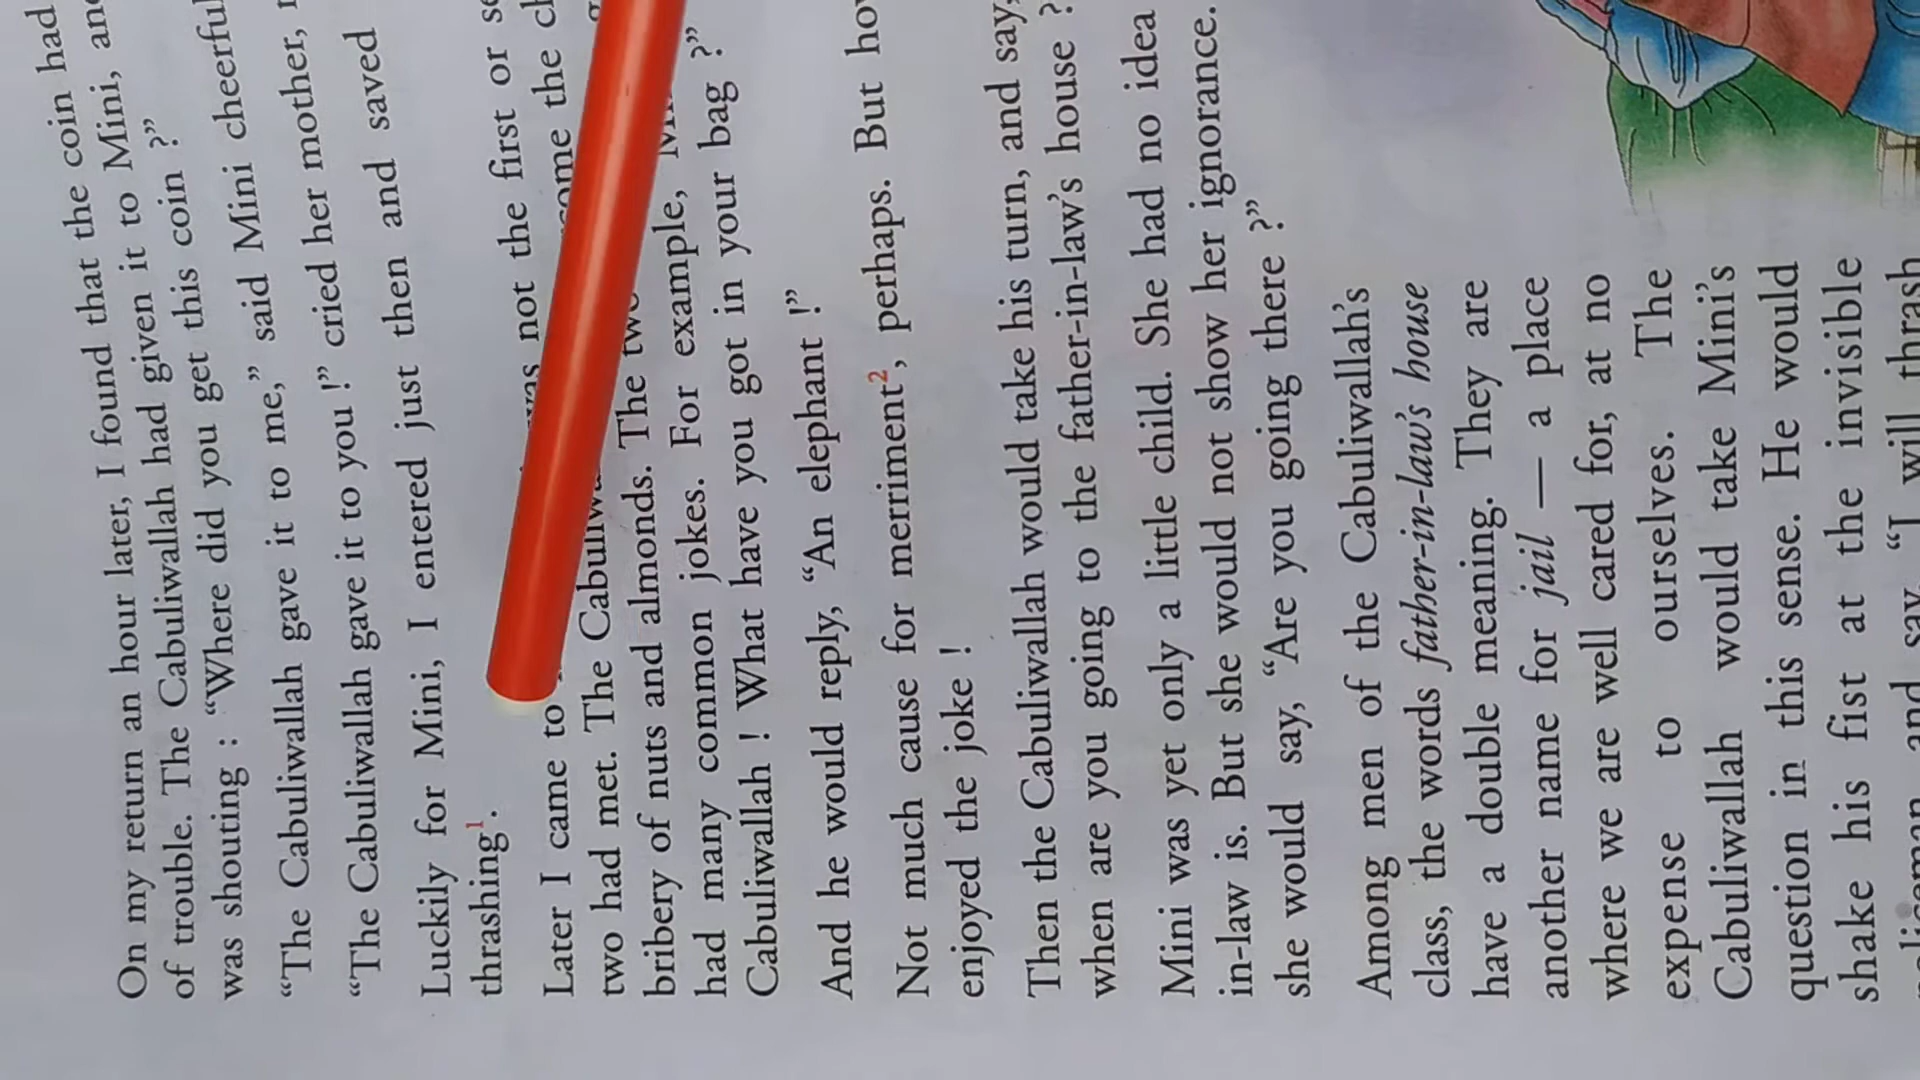 On my return an hour later, I found that the coin had
of trouble. The Cabuliwallah had given it to Mini, and
was shouting : “Where did you get this coin ?”
“The Cabuliwallah gave it to me,” said Mini cheerful
“The Cabuliwallah gave it to you !” cried her mother,
Luckily for Mini, I entered just then and saved
thrashing1.
was not the first or
Later I came to the
two had met. The
bribery of nuts and almonds. The
had many common jokes. For example,
Cabuliwallah ! What have you got in your bag ?”
And he would reply, “An elephant !”
Not much cause for merriment2, perhaps. But
enjoyed the joke !
Then the Cabuliwallah would take his turn, and say,
when are you going to the father-in-law's house ?
Mini was yet only a little child. She had no idea
in-law is. But she would not show her ignorance.
she would say, “Are you going there ?”
Among men of the Cabuliwallah's
class, the words father-in-law's house
have a double meaning. They are
another name for jail — a place
where we are well cared for, at no
expense to ourselves. The
Cabuliwallah would take Mini's
question in this sense. He would
shake his fist at the invisible
policeman and say, “I will thrash